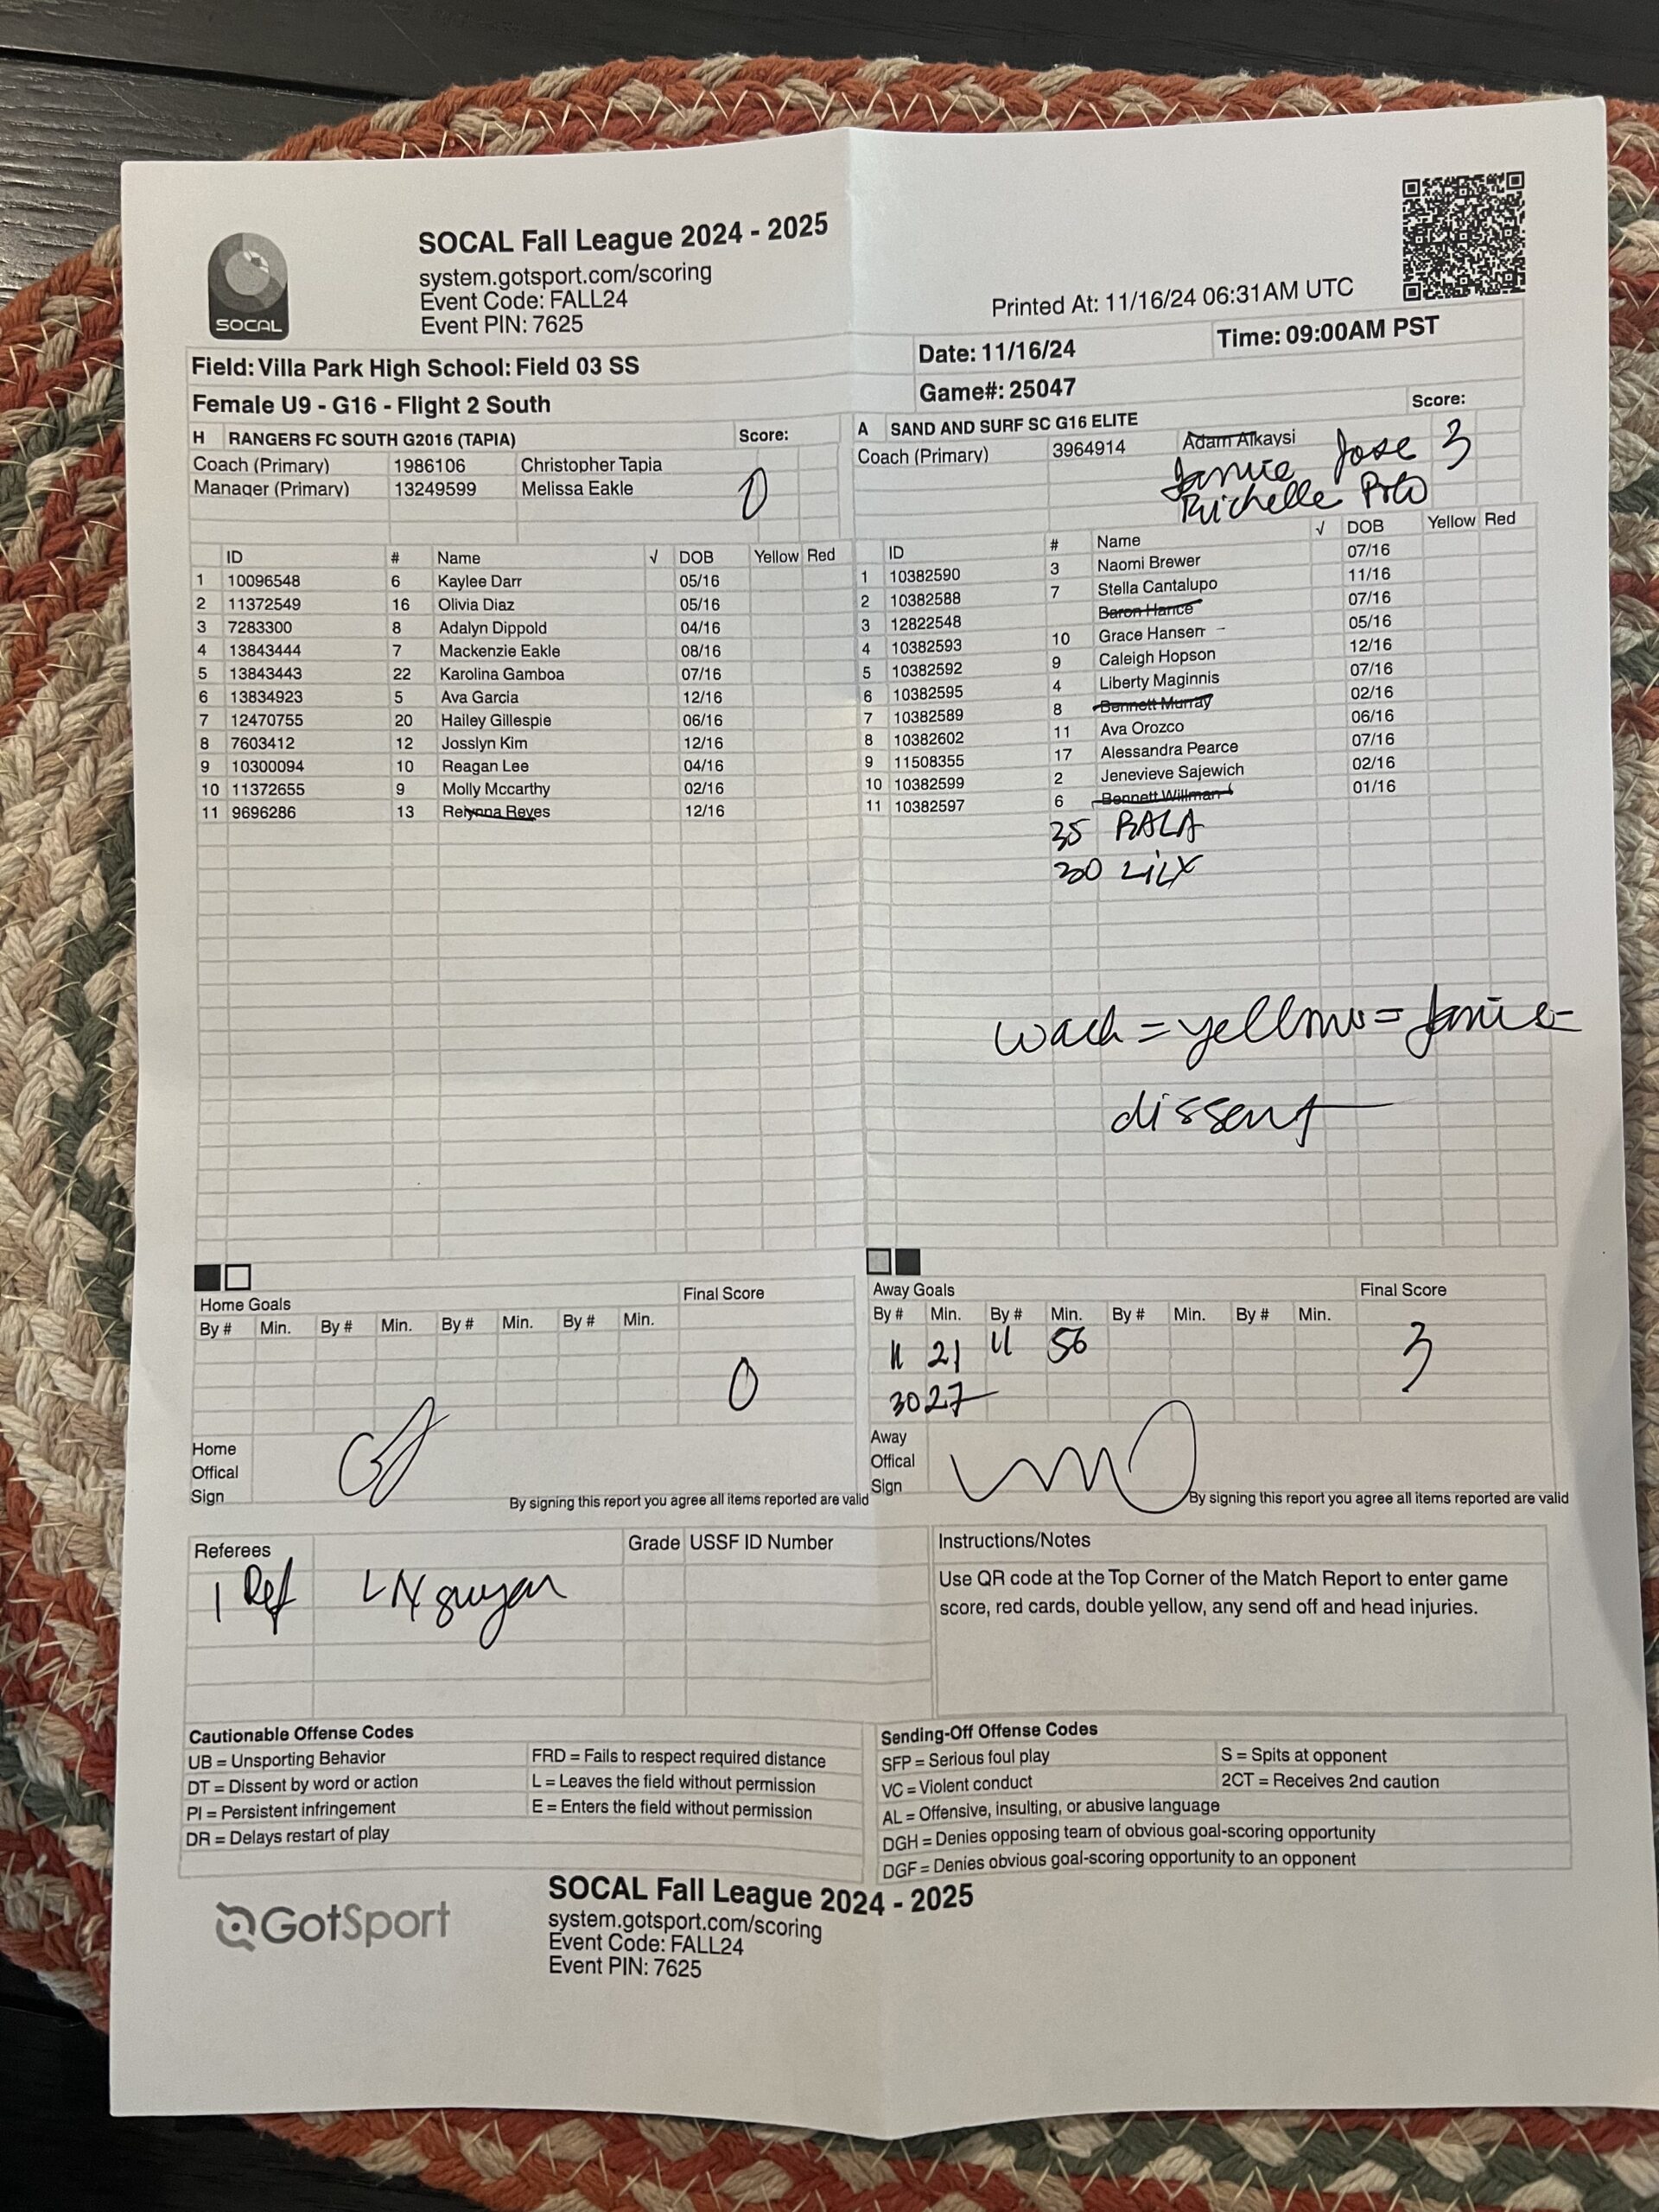 SOCAL
SOCAL Fall League 2024 - 2025
system.gotsport.com/scoring
Event Code: FALL24
Event PIN: 7625
Printed At: 11/16/24 06:31AM UTC
Field: Villa Park High School: Field 03 SS
Date: 11/16/24 Time: 09:00AM PST
Female U9 - G16 - Flight 2 South
Game#: 25047
H RANGERS FC SOUTH G2016 (TAPIA) Score:
Coach (Primary) 1986106 Christopher Tapia
Manager (Primary) 13249599 Melissa Eakle
0
ID # Name √ DOB Yellow Red
1 10096548 6 Kaylee Darr 05/16
2 11372549 16 Olivia Diaz 05/16
3 7283300 8 Adalyn Dippold 04/16
4 13843444 7 Mackenzie Eakle 08/16
5 13843443 22 Karolina Gamboa 07/16
6 13834923 5 Ava Garcia 12/16
7 12470755 20 Hailey Gillespie 06/16
8 7603412 12 Josslyn Kim 12/16
9 10300094 10 Reagan Lee 04/16
10 11372655 9 Molly Mccarthy 02/16
11 9696286 13 Relynna Reyes 12/16
A SAND AND SURF SC G16 ELITE Score:
Coach (Primary) 3964914 Adam Alkaysi
Jose 3
Janie
Richelle
ID # Name √ DOB Yellow Red
1 10382590 3 Naomi Brewer 07/16
2 10382588 7 Stella Cantalupo 11/16
3 12822548 Baron Hance 07/16
4 10382593 10 Grace Hansen 05/16
5 10382592 9 Caleigh Hopson 12/16
6 10382595 4 Liberty Maginnis 07/16
7 10382589 8 Bennett Murray 02/16
8 10382602 11 Ava Orozco 06/16
9 11508355 17 Alessandra Pearce 07/16
10 10382599 2 Jenevieve Sajewich 02/16
11 10382597 6 Bennett Willman 01/16
35 RALA
30 LiLY
coach = yellow = Janie
dissent
Home Goals Final Score
By # Min. By # Min. By # Min. By # Min.
0
Home
Offical
Sign
By signing this report you agree all items reported are valid
Away Goals Final Score
By # Min. By # Min. By # Min. By # Min.
11 21 11 56
30 27
3
Away
Offical
Sign
By signing this report you agree all items reported are valid
Referees Grade USSF ID Number
1 Ref L Nguyen
Instructions/Notes
Use QR code at the Top Corner of the Match Report to enter game
score, red cards, double yellow, any send off and head injuries.
Cautionable Offense Codes
UB = Unsporting Behavior FRD = Fails to respect required distance
DT = Dissent by word or action L = Leaves the field without permission
PI = Persistent infringement E = Enters the field without permission
DR = Delays restart of play
Sending-Off Offense Codes
SFP = Serious foul play S = Spits at opponent
VC = Violent conduct 2CT = Receives 2nd caution
AL = Offensive, insulting, or abusive language
DGH = Denies opposing team of obvious goal-scoring opportunity
DGF = Denies obvious goal-scoring opportunity to an opponent
GotSport
SOCAL Fall League 2024 - 2025
system.gotsport.com/scoring
Event Code: FALL24
Event PIN: 7625